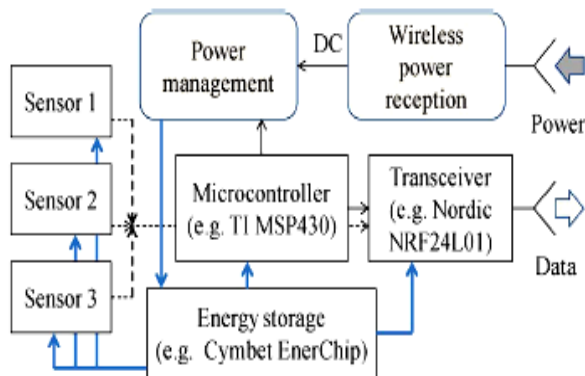 Power
management
DC
Wireless
power
reception
Power
Sensor 1
Sensor 2
Sensor 3
Microcontroller
(e.g. TI MSP430)
Transceiver
(e.g. Nordic
NRF24L01)
Data
Energy storage
(e.g. Cymbet EnerChip)